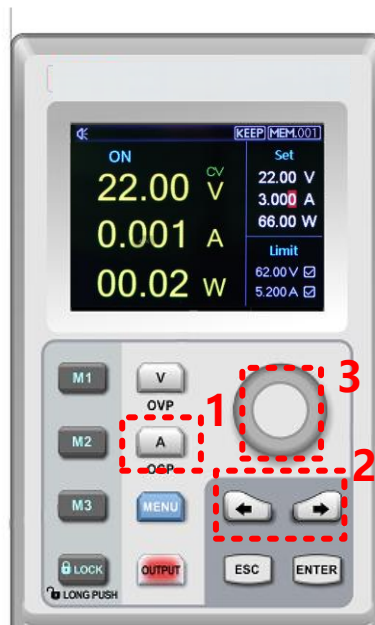 KEEP MEM.001
ON
Set
22.00 V
CV
22.00 V
3.000 A
66.00 W
0.001 A
Limit
62.00 V
5.200 A
00.02 W
M1
V
OVP
3
1
M2
A
OCP
2
M3
MENU
LOCK
OUTPUT
ESC
ENTER
LONG PUSH